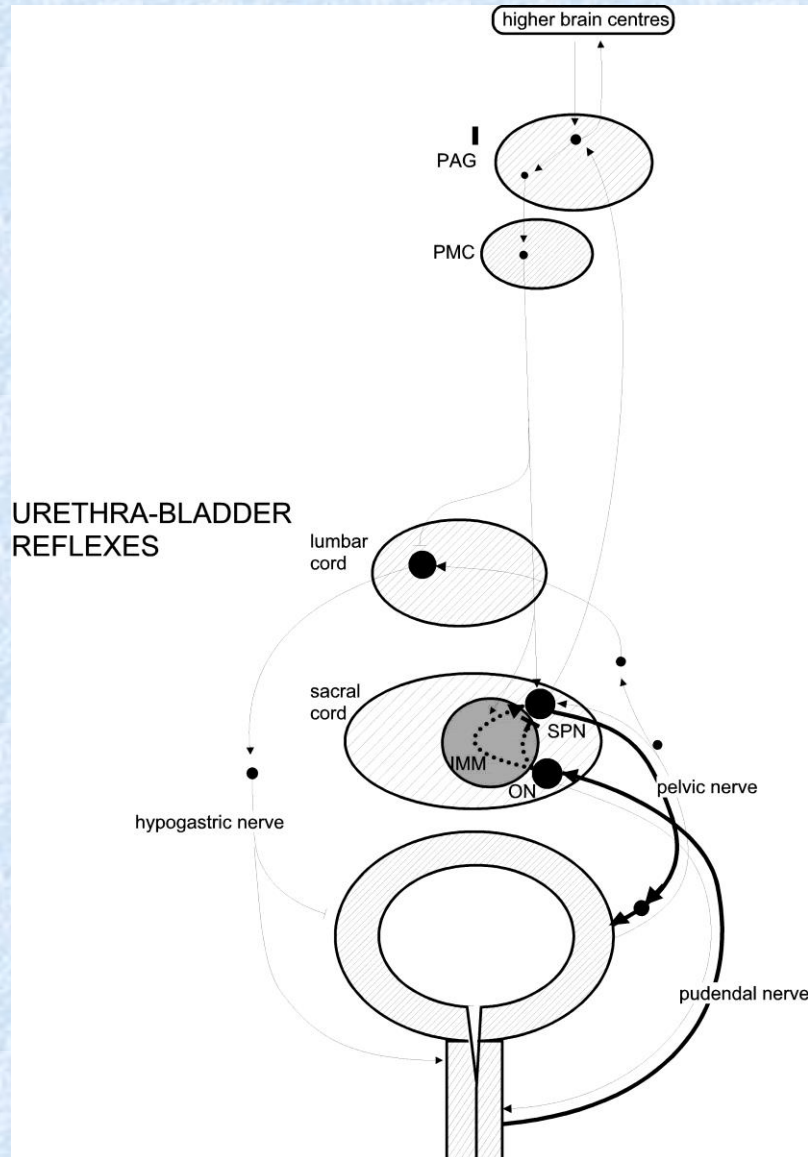 higher brain centres
I
PAG
PMC
URETHRA-BLADDER
REFLEXES
lumbar
cord
sacral
cord
SPN
IMM
ON
pelvic nerve
hypogastric nerve
pudendal nerve